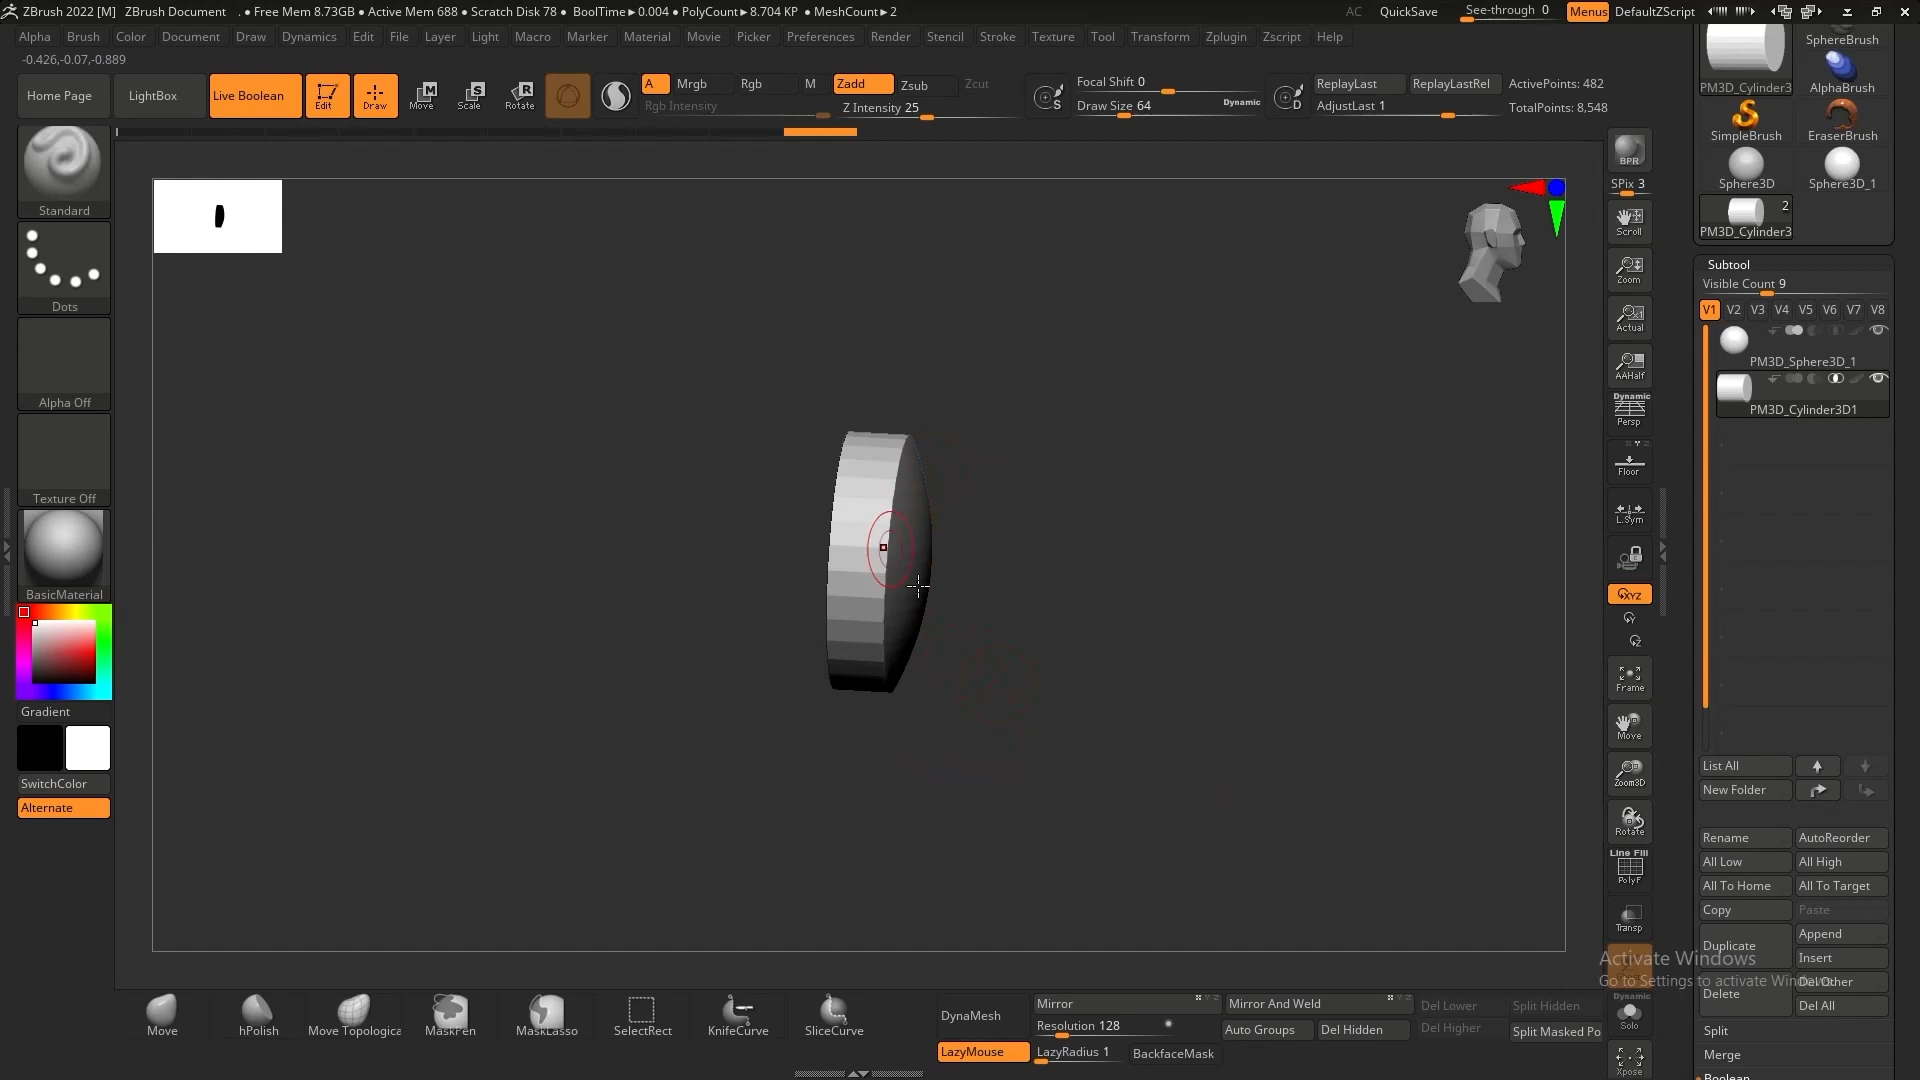 ZBrush 2022 [M] ZBrush Document . ● Free Mem 8.73GB ● Active Mem 688 ● Scratch Disk 78 ● BoolTime▸0.004 ● PolyCount▸8.704 KP ● MeshCount▸2 AC QuickSave See-through 0 Menus DefaultZScript
Alpha Brush Color Document Draw Dynamics Edit File Layer Light Macro Marker Material Movie Picker Preferences Render Stencil Stroke Texture Tool Transform Zplugin Zscript Help
-0.426,-0.07,-0.889
Home Page LightBox Live Boolean Edit Draw Move Scale Rotate
A Mrgb Rgb M Zadd Zsub Zcut
Rgb Intensity Z Intensity 25
S Focal Shift 0
Draw Size 64 Dynamic
D ReplayLast ReplayLastRel
AdjustLast 1
ActivePoints: 482
TotalPoints: 8,548
Standard
Dots
Alpha Off
Texture Off
BasicMaterial
Gradient
SwitchColor
Alternate
BPR
SPix 3
Scroll
Zoom
Actual
AAHalf
Dynamic
Persp
Floor
L.Sym
XYZ
Frame
Move
Zoom3D
Rotate
Line Fill
PolyF
Transp
Dynamic
Solo
Xpose
PM3D_Cylinder3
SphereBrush
AlphaBrush
SimpleBrush EraserBrush
Sphere3D Sphere3D_1
2
PM3D_Cylinder3
Subtool
Visible Count 9
V1 V2 V3 V4 V5 V6 V7 V8
PM3D_Sphere3D_1
PM3D_Cylinder3D1
List All
New Folder
Rename AutoReorder
All Low All High
All To Home All To Target
Copy Paste
Duplicate Append
Insert
Delete Del Other
Del All
Split
Merge
Boolean
Activate Windows
Go to Settings to activate Windows.
Move hPolish Move Topologica MaskPen MaskLasso SelectRect KnifeCurve SliceCurve
DynaMesh Mirror Mirror And Weld Del Lower Split Hidden
Resolution 128 Auto Groups Del Hidden Del Higher Split Masked Po
LazyMouse LazyRadius 1 BackfaceMask